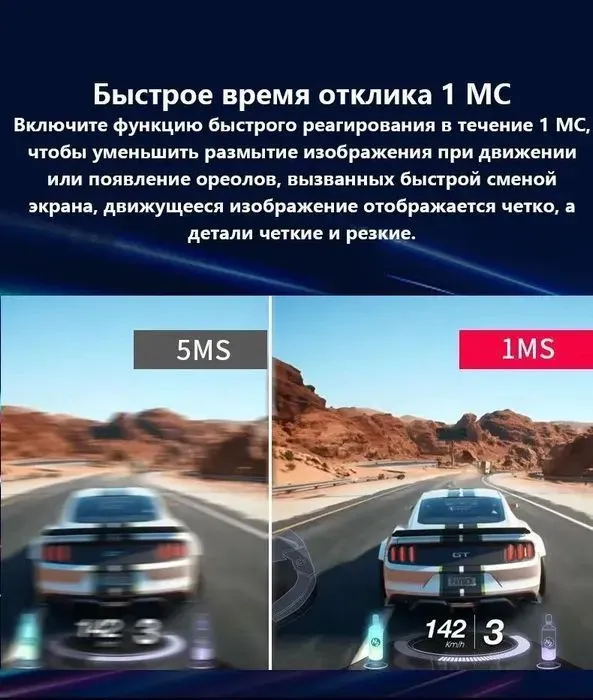 Быстрое время отклика 1 МС
Включите функцию быстрого реагирования в течение 1 МС,
чтобы уменьшить размытие изображения при движении
или появление ореолов, вызванных быстрой сменой
экрана, движущееся изображение отображается четко, а
детали четкие и резкие.
5MS
1MS
GT
142 3
142 3
Km/h